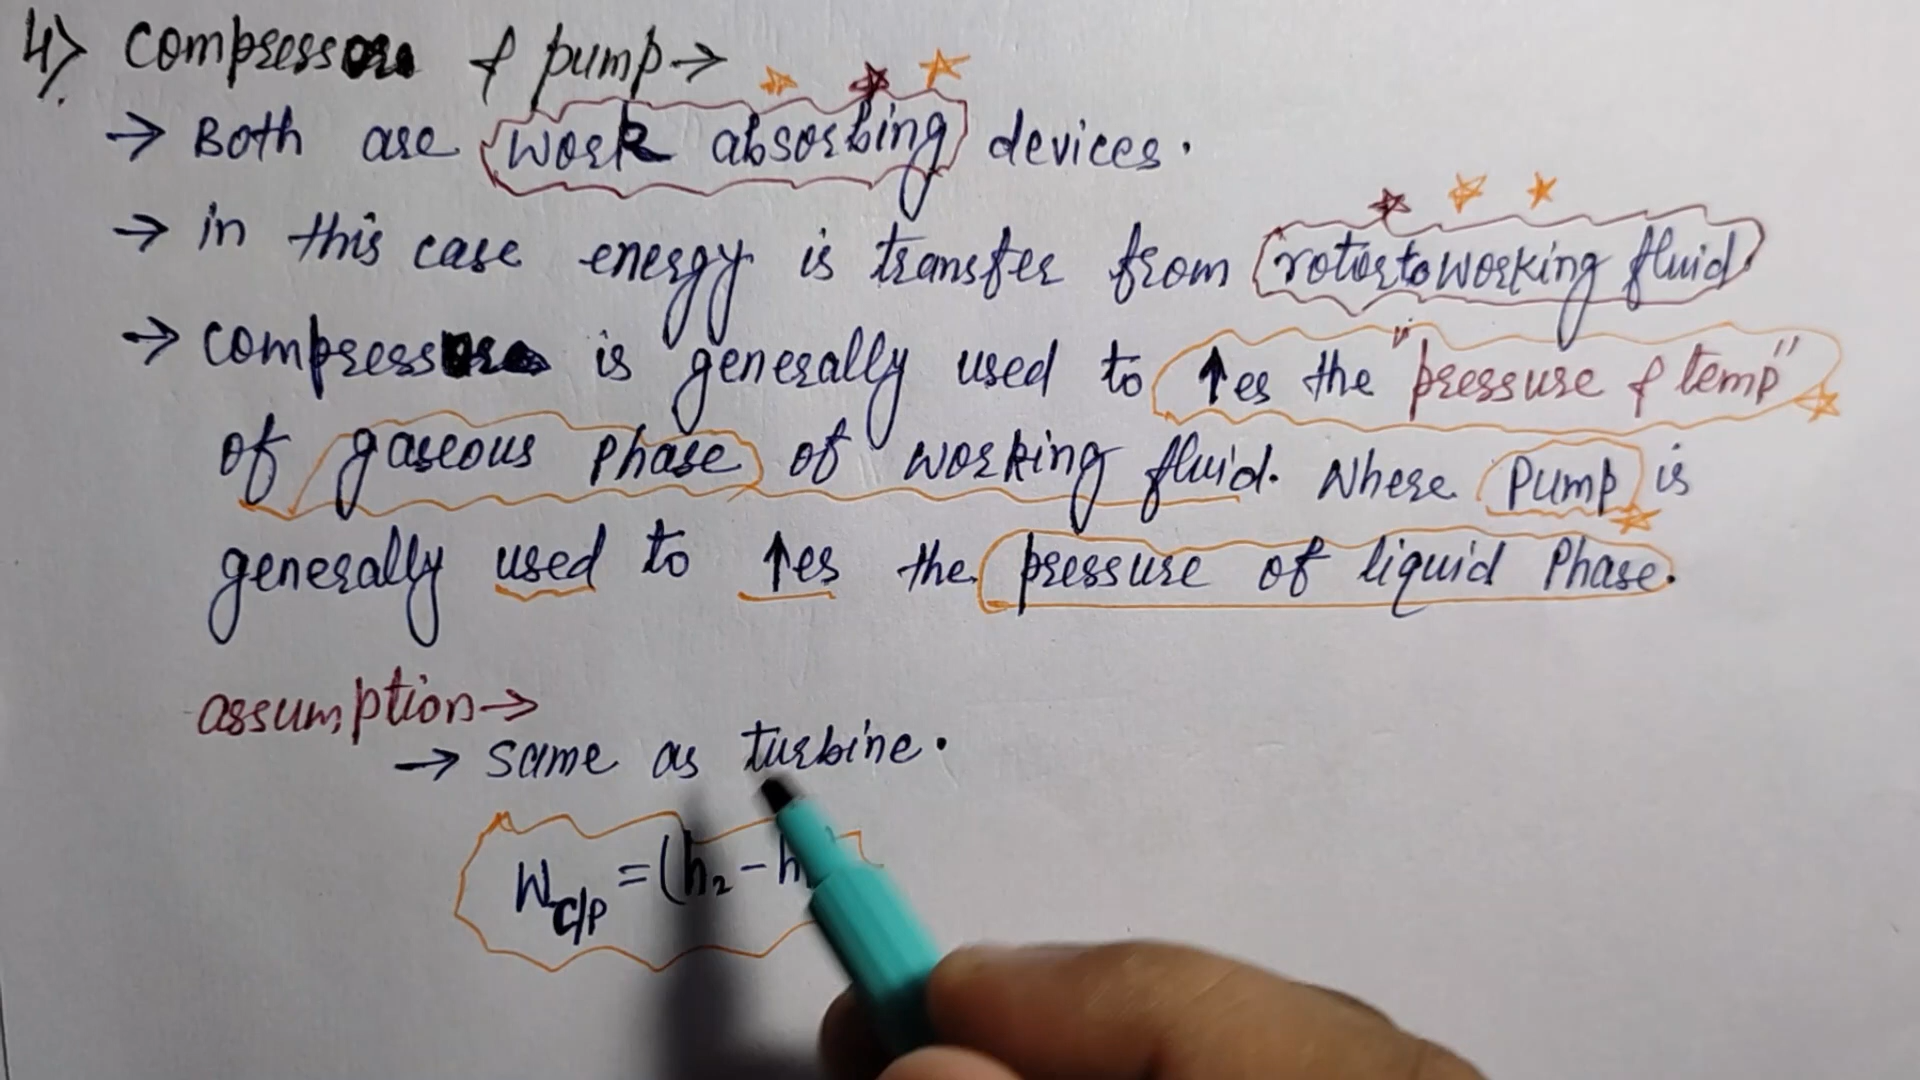 4) Compressor & pump →
→ Both are work absorbing devices.
→ in this case energy is transfer from rotor to working fluid
→ compressor is generally used to ↑es the "pressure & temp"
of gaseous phase of working fluid. Where Pump is
generally used to ↑es the pressure of liquid Phase.
assumption →
→ same as turbine.
W_C/P = (h₂ - h